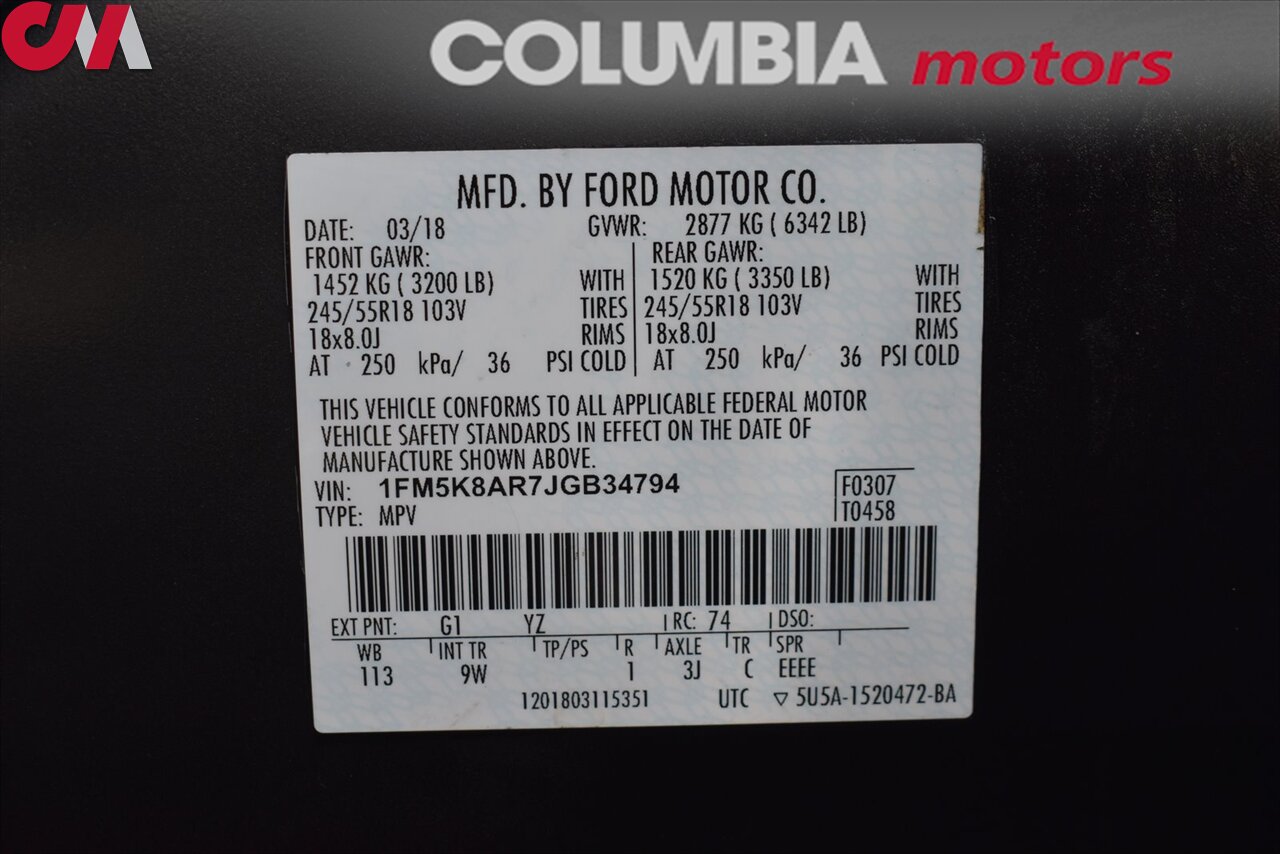 CM
COLUMBIA motors
MFD. BY FORD MOTOR CO.
DATE: 03/18 GVWR: 2877 KG ( 6342 LB)
FRONT GAWR: REAR GAWR:
1452 KG ( 3200 LB) WITH 1520 KG ( 3350 LB) WITH
245/55R18 103V TIRES 245/55R18 103V TIRES
18x8.0J RIMS 18x8.0J RIMS
AT 250 kPa/ 36 PSI COLD AT 250 kPa/ 36 PSI COLD
THIS VEHICLE CONFORMS TO ALL APPLICABLE FEDERAL MOTOR
VEHICLE SAFETY STANDARDS IN EFFECT ON THE DATE OF
MANUFACTURE SHOWN ABOVE.
VIN: 1FM5K8AR7JGB34794 F0307
TYPE: MPV T0458
EXT PNT: G1 YZ RC: 74 DSO:
WB INT TR TP/PS R AXLE TR SPR
113 9W 1 3J C EEEE
1201803115351 UTC ▽ 5U5A-1520472-BA